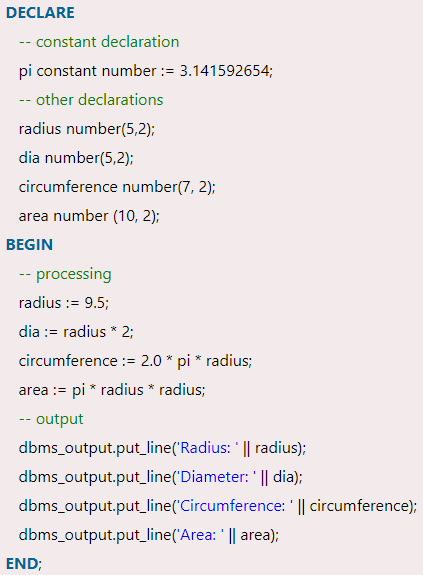 DECLARE
-- constant declaration
pi constant number := 3.141592654;
-- other declarations
radius number(5,2);
dia number(5,2);
circumference number(7, 2);
area number (10, 2);
BEGIN
-- processing
radius := 9.5;
dia := radius * 2;
circumference := 2.0 * pi * radius;
area := pi * radius * radius;
-- output
dbms_output.put_line('Radius: ' || radius);
dbms_output.put_line('Diameter: ' || dia);
dbms_output.put_line('Circumference: ' || circumference);
dbms_output.put_line('Area: ' || area);
END;